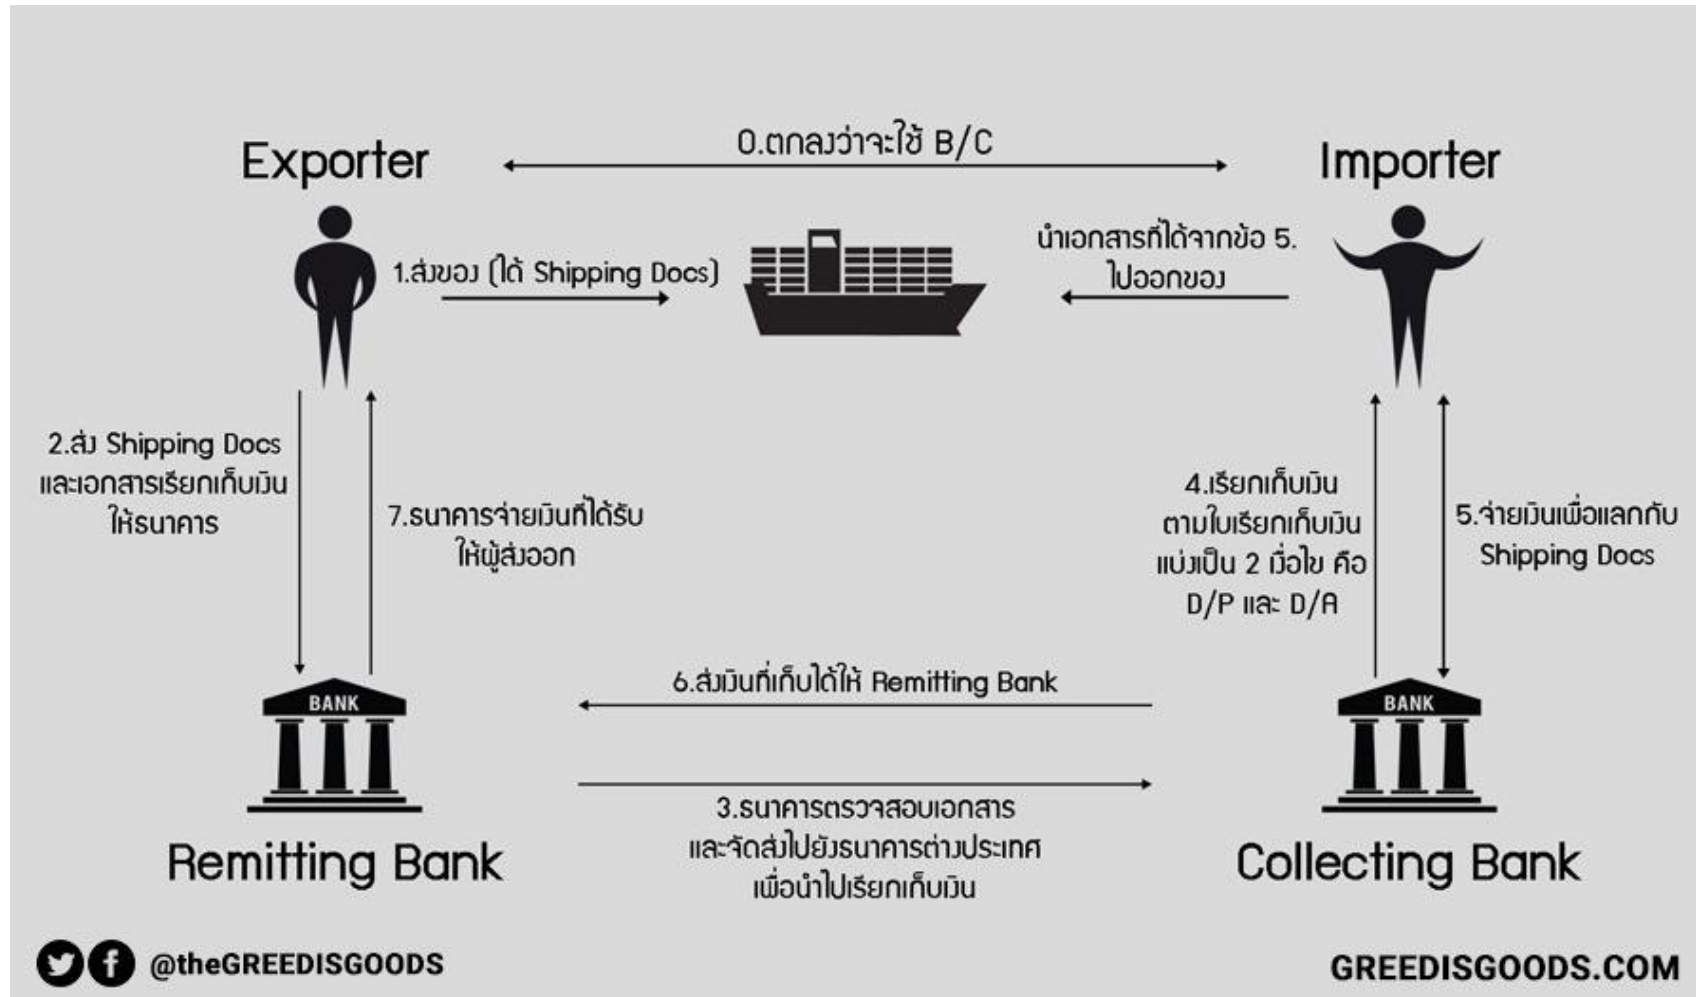 0.ตกลงว่าจะใช้ B/C
Exporter
Importer
1.ส่งของ (ได้ Shipping Docs)
นำเอกสารที่ได้จากข้อ 5.
ไปออกของ
2.ส่ง Shipping Docs
และเอกสารเรียกเก็บเงิน
ให้ธนาคาร
7.ธนาคารจ่ายเงินที่ได้รับ
ให้ผู้ส่งออก
4.เรียกเก็บเงิน
ตามใบเรียกเก็บเงิน
แบ่งเป็น 2 เงื่อไข คือ
D/P และ D/A
5.จ่ายเงินเพื่อแลกกับ
Shipping Docs
6.ส่งเงินที่เก็บได้ให้ Remitting Bank
BANK
BANK
3.ธนาคารตรวจสอบเอกสาร
และจัดส่งไปยังธนาคารต่างประเทศ
เพื่อนำไปเรียกเก็บเงิน
Remitting Bank
Collecting Bank
@theGREEDISGOODS
GREEDISGOODS.COM